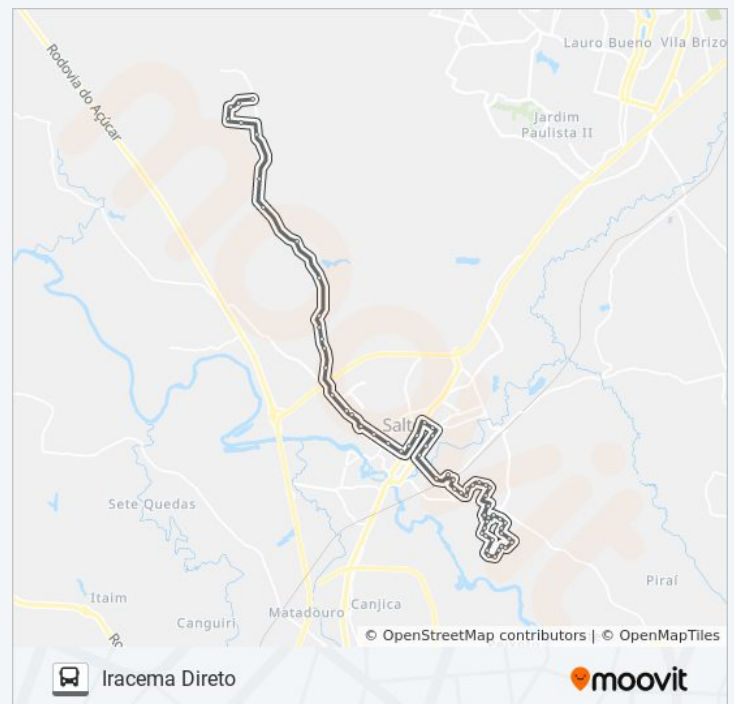 Lauro Bueno
Vila Brizo
Rodovia do Açúcar
Jardim
Paulista II
Salt
Sete Quedas
Itaim
Canguiri
Matadouro
Canjica
Piraí
Ro
© OpenStreetMap contributors | © OpenMapTiles
Iracema Direto
moovit